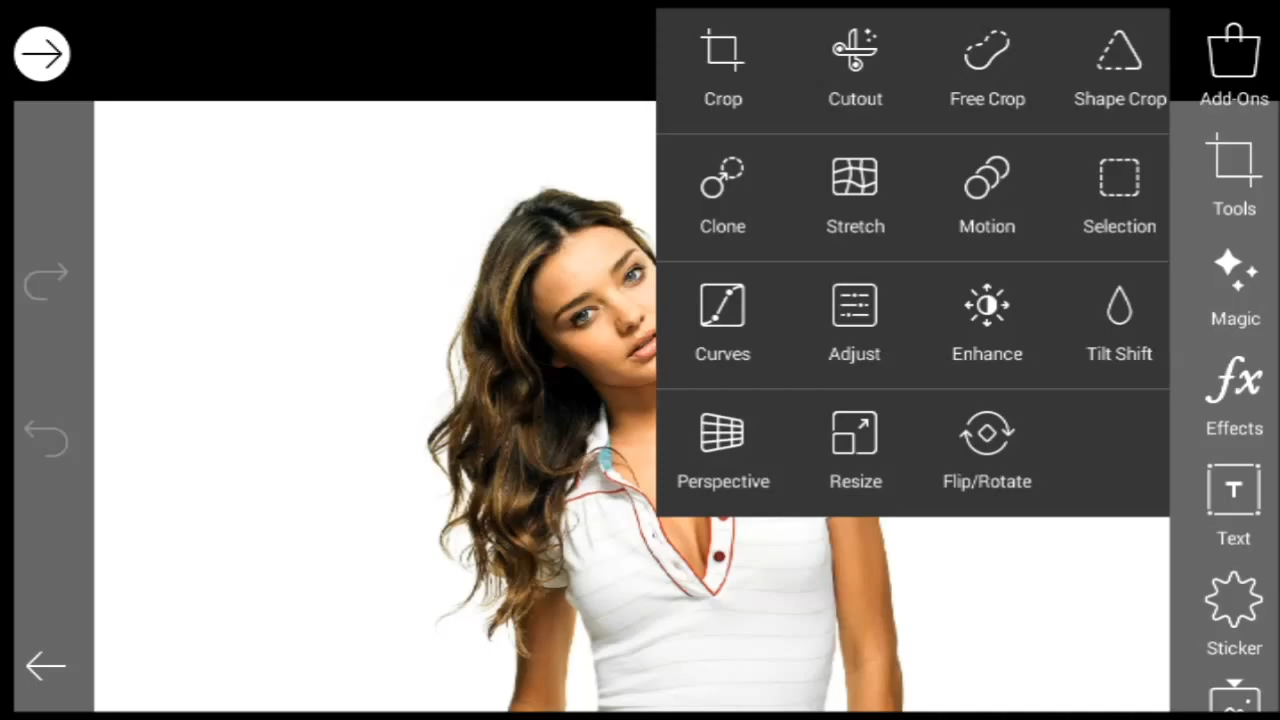 Crop Cutout Free Crop Shape Crop Add-Ons
Tools
Clone Stretch Motion Selection
Magic
Curves Adjust Enhance Tilt Shift
fx
Effects
Perspective Resize Flip/Rotate
T
Text
Sticker